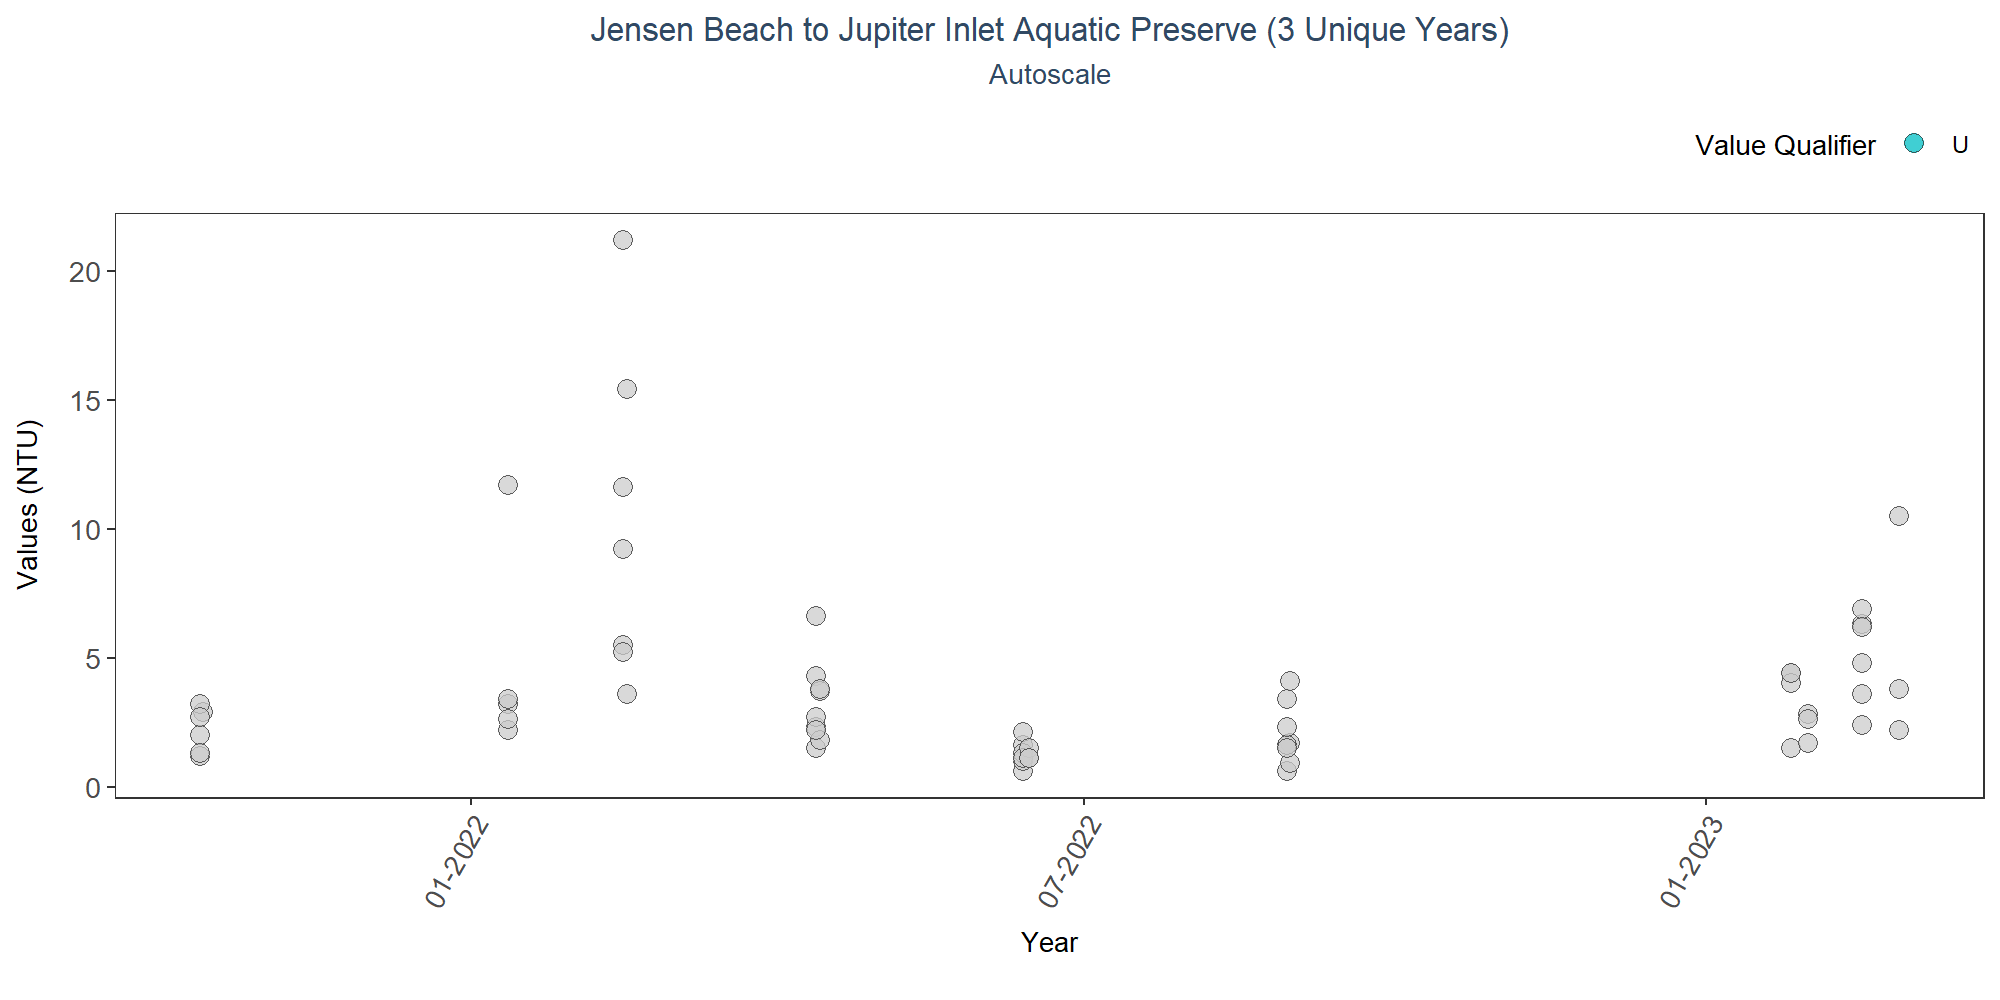 Jensen Beach to Jupiter Inlet Aquatic Preserve (3 Unique Years)
Autoscale
Value Qualifier U
Values (NTU)
20
15
10
5
0
01-2022 07-2022 01-2023
Year